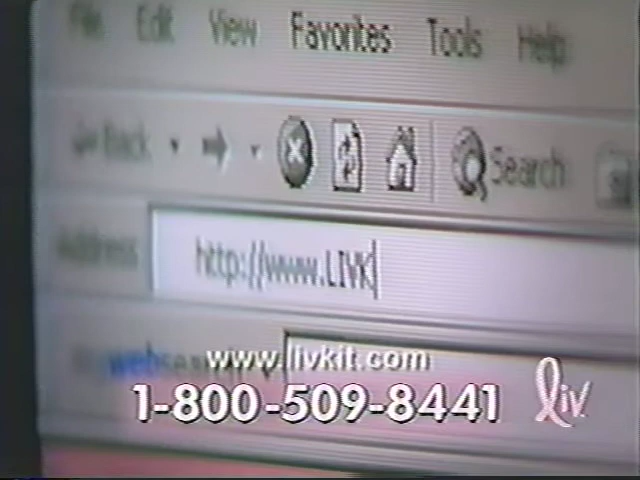 File Edit View Favorites Tools Help
Back Search
Address http://www.LIVK
websearch
www.livkit.com
1-800-509-8441
Liv